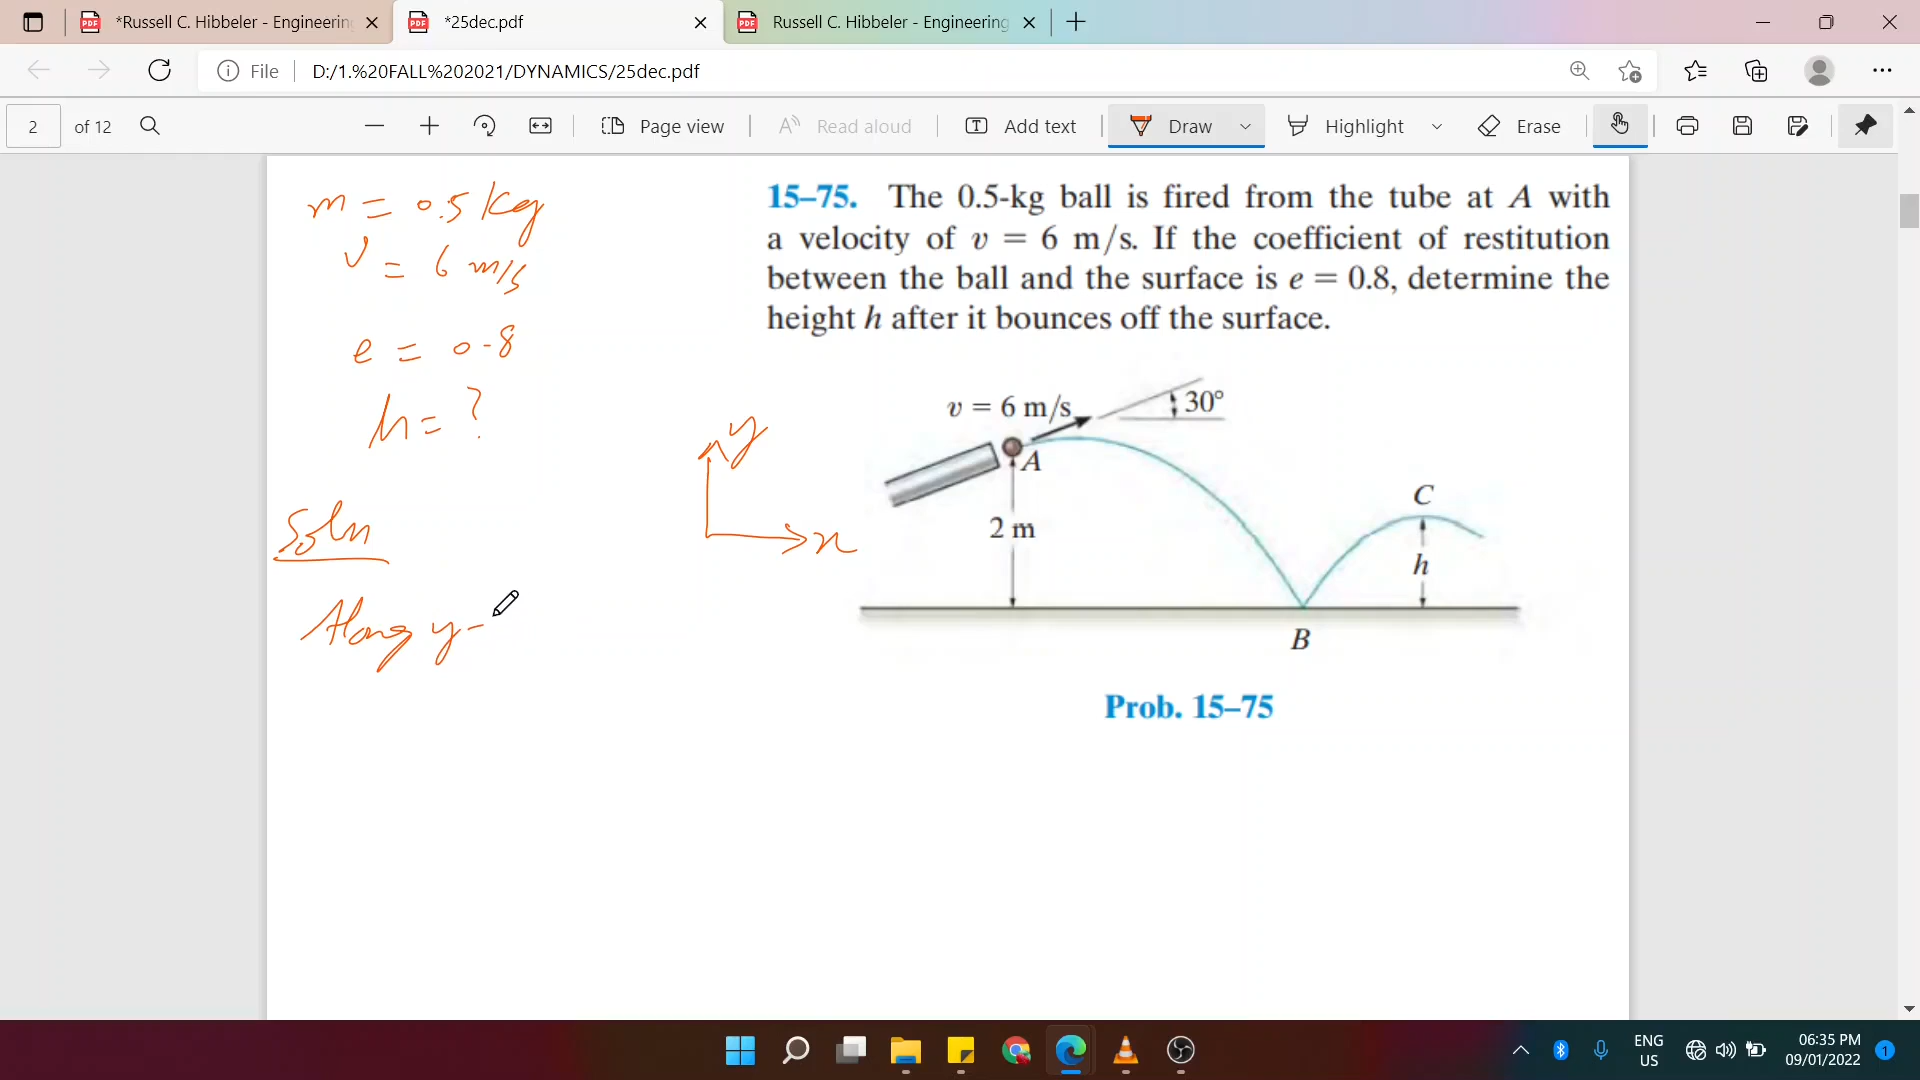 *Russell C. Hibbeler - Engineering
*25dec.pdf
Russell C. Hibbeler - Engineering
File
D:/1.%20FALL%202021/DYNAMICS/25dec.pdf
2 of 12
Page view
Read aloud
Add text
Draw
Highlight
Erase
m = 0.5 Kg
v = 6 m/s
e = 0.8
h = ?
Soln
Along y-
y
x
15–75. The 0.5-kg ball is fired from the tube at A with
a velocity of v = 6 m/s. If the coefficient of restitution
between the ball and the surface is e = 0.8, determine the
height h after it bounces off the surface.
v = 6 m/s
30°
A
C
2 m
h
B
Prob. 15–75
ENG
US
06:35 PM
09/01/2022
1